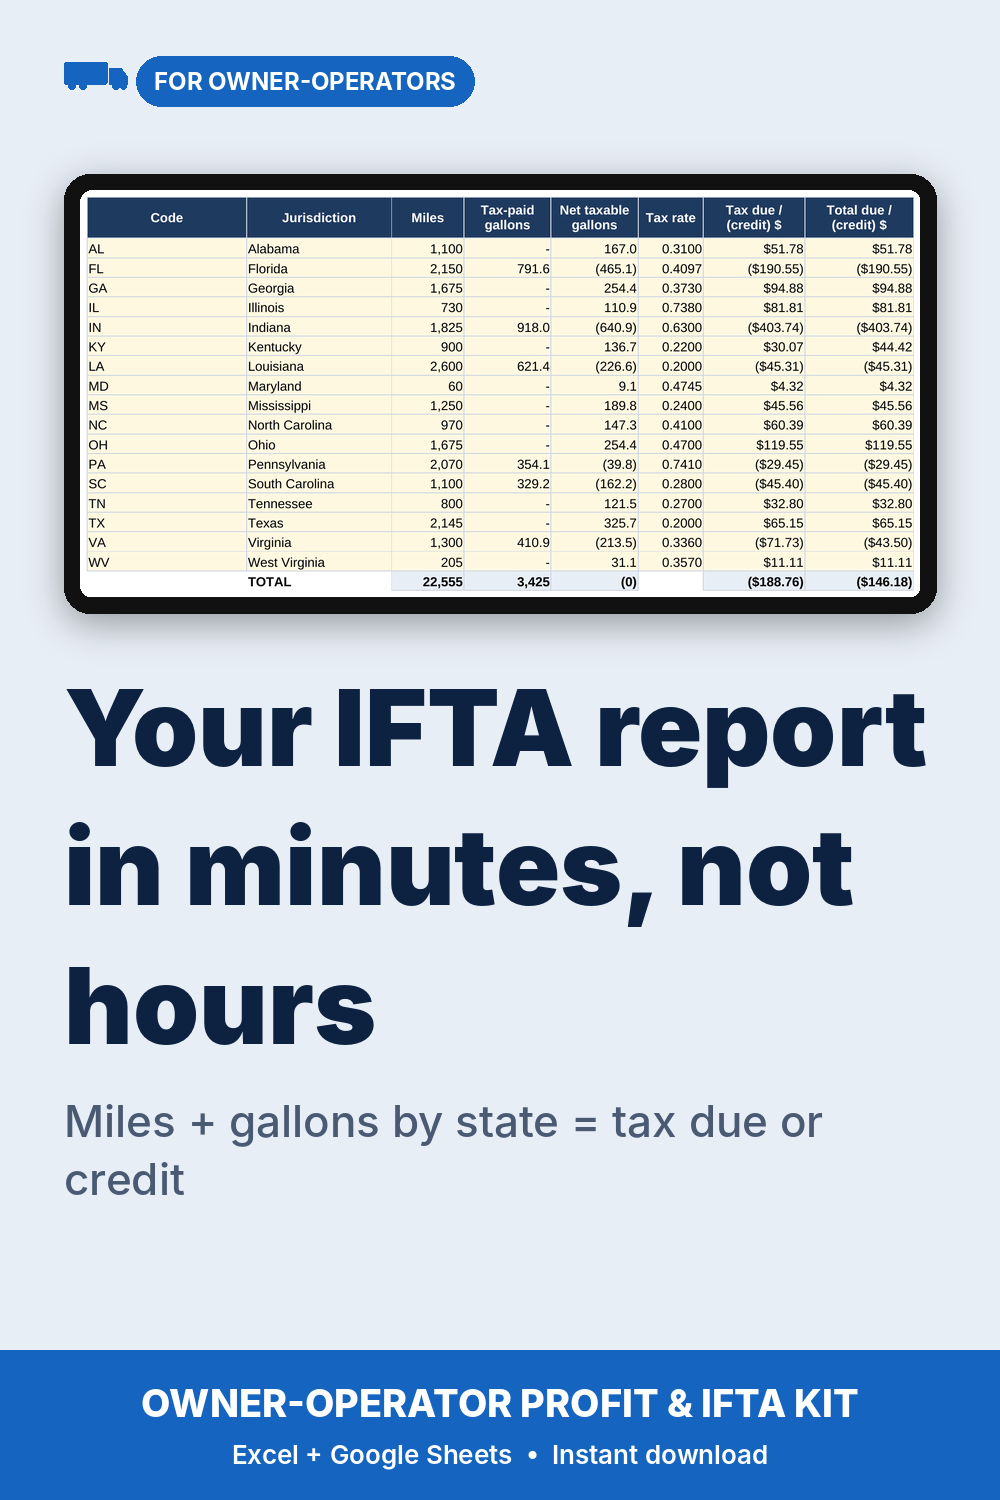 FOR OWNER-OPERATORS
Code Jurisdiction Miles Tax-paid gallons Net taxable gallons Tax rate Tax due / (credit) $ Total due / (credit) $
AL Alabama 1,100 - 167.0 0.3100 $51.78 $51.78
FL Florida 2,150 791.6 (465.1) 0.4097 ($190.55) ($190.55)
GA Georgia 1,675 - 254.4 0.3730 $94.88 $94.88
IL Illinois 730 - 110.9 0.7380 $81.81 $81.81
IN Indiana 1,825 918.0 (640.9) 0.6300 ($403.74) ($403.74)
KY Kentucky 900 - 136.7 0.2200 $30.07 $44.42
LA Louisiana 2,600 621.4 (226.6) 0.2000 ($45.31) ($45.31)
MD Maryland 60 - 9.1 0.4745 $4.32 $4.32
MS Mississippi 1,250 - 189.8 0.2400 $45.56 $45.56
NC North Carolina 970 - 147.3 0.4100 $60.39 $60.39
OH Ohio 1,675 - 254.4 0.4700 $119.55 $119.55
PA Pennsylvania 2,070 354.1 (39.8) 0.7410 ($29.45) ($29.45)
SC South Carolina 1,100 329.2 (162.2) 0.2800 ($45.40) ($45.40)
TN Tennessee 800 - 121.5 0.2700 $32.80 $32.80
TX Texas 2,145 - 325.7 0.2000 $65.15 $65.15
VA Virginia 1,300 410.9 (213.5) 0.3360 ($71.73) ($43.50)
WV West Virginia 205 - 31.1 0.3570 $11.11 $11.11
TOTAL 22,555 3,425 (0) ($188.76) ($146.18)
Your IFTA report
in minutes, not
hours
Miles + gallons by state = tax due or
credit
OWNER-OPERATOR PROFIT & IFTA KIT
Excel + Google Sheets • Instant download